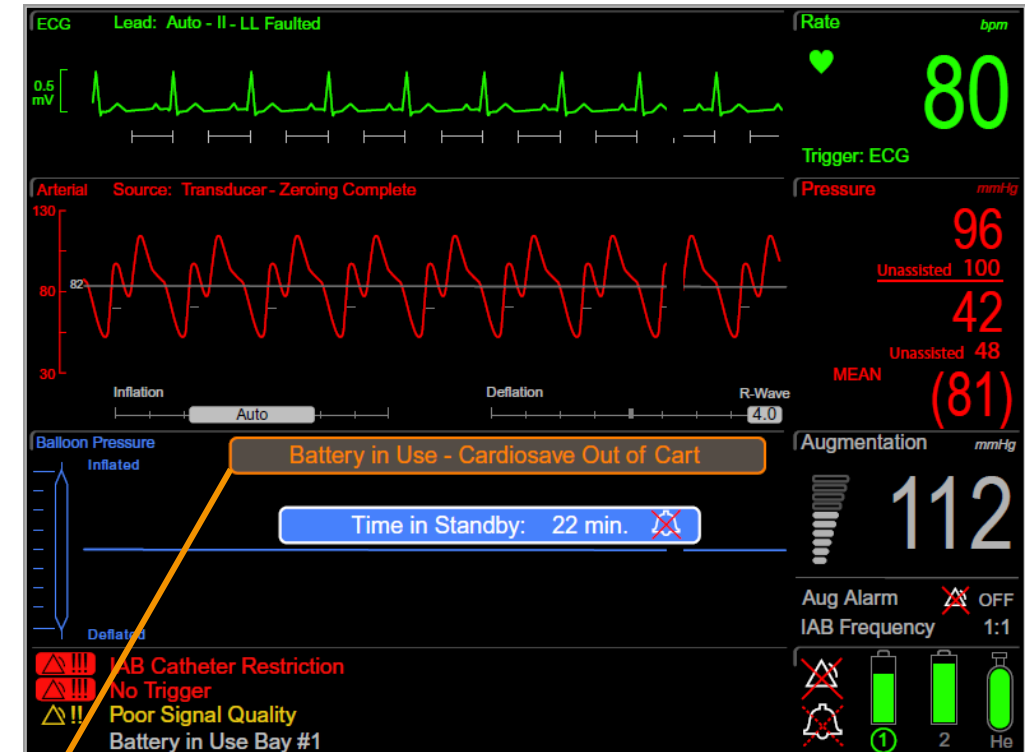 ECG Lead: Auto - II - LL Faulted
0.5
mV
Rate bpm
80
Trigger: ECG
Arterial Source: Transducer - Zeroing Complete
130
82
80
30
Pressure mmHg
96
Unassisted 100
42
Unassisted 48
MEAN (81)
Inflation Deflation R-Wave
Auto 4.0
Balloon Pressure
Inflated
Deflated
Battery in Use - Cardiosave Out of Cart
Time in Standby: 22 min.
Augmentation mmHg
112
Aug Alarm OFF
IAB Frequency 1:1
!!! IAB Catheter Restriction
!!! No Trigger
!! Poor Signal Quality
Battery in Use Bay #1
1 2 He